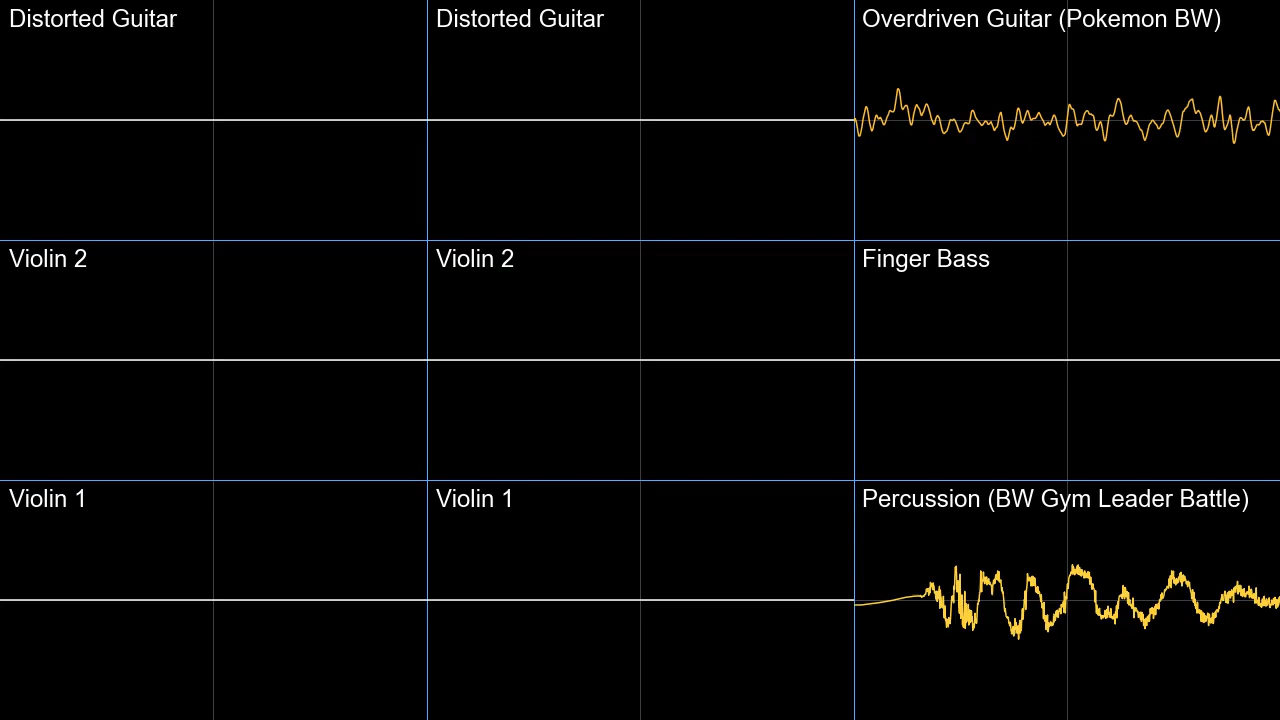 Distorted Guitar
Distorted Guitar
Overdriven Guitar (Pokemon BW)
Violin 2
Violin 2
Finger Bass
Violin 1
Violin 1
Percussion (BW Gym Leader Battle)